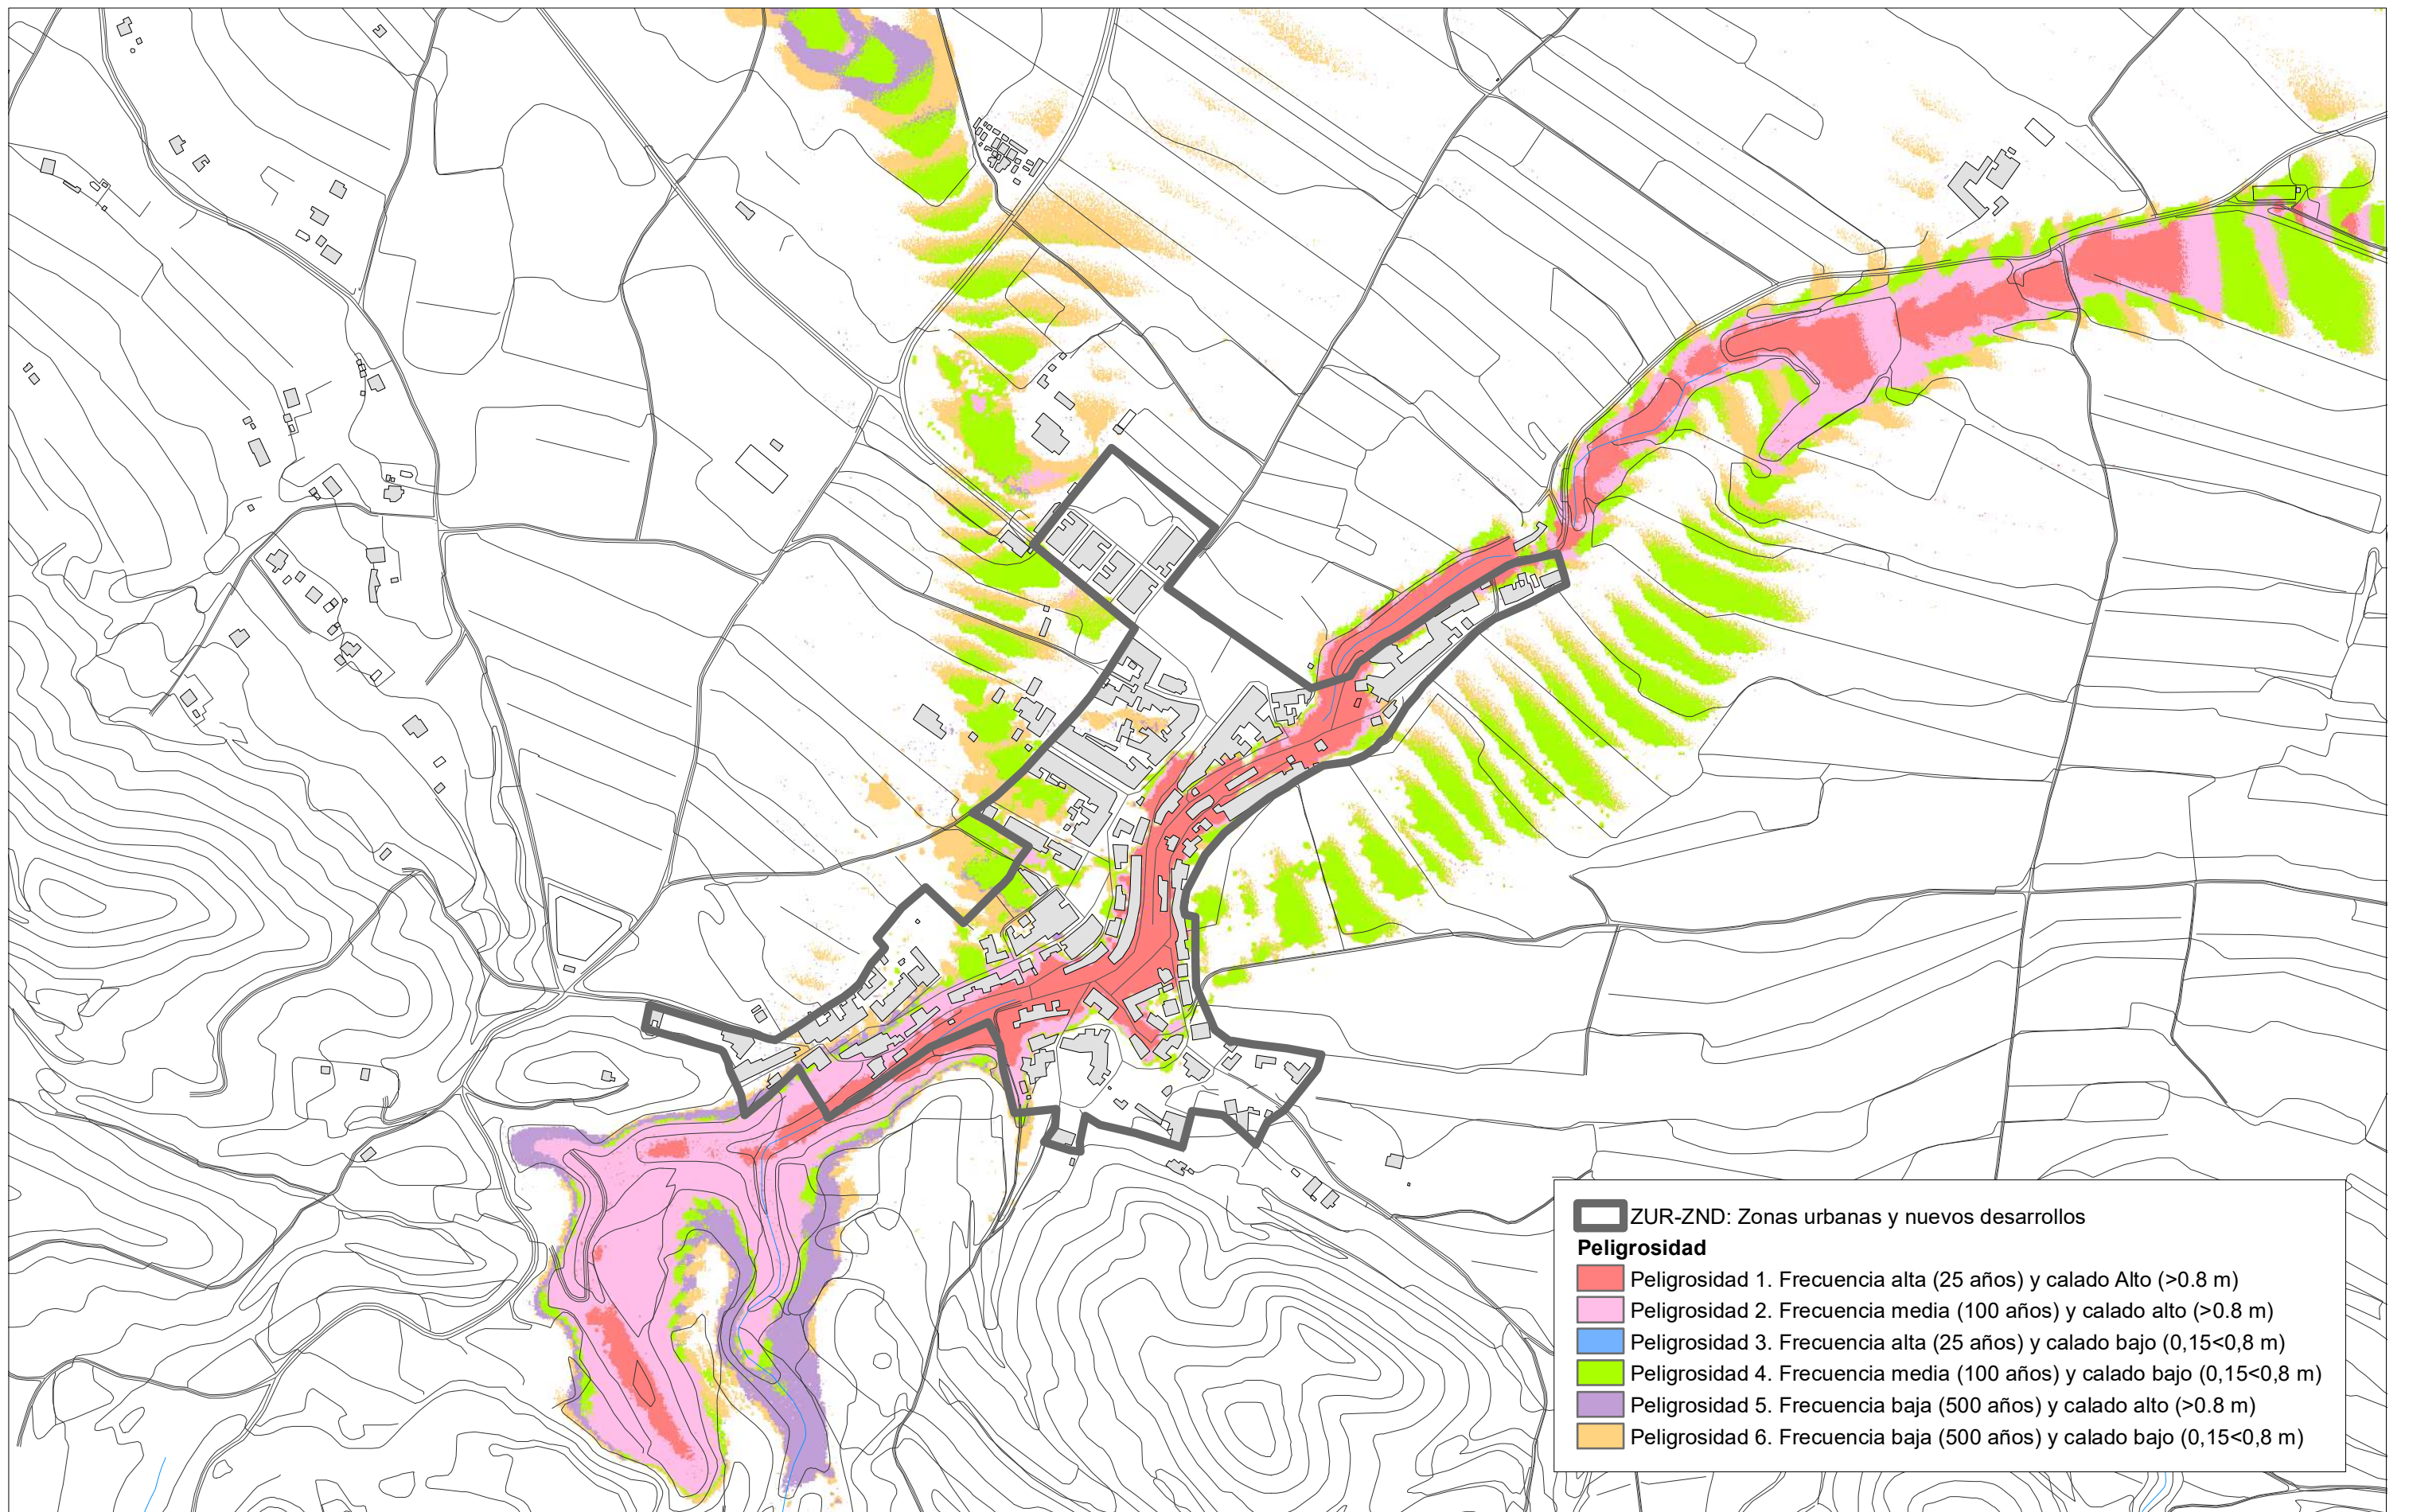 ZUR-ZND: Zonas urbanas y nuevos desarrollos
Peligrosidad
Peligrosidad 1. Frecuencia alta (25 años) y calado Alto (>0.8 m)
Peligrosidad 2. Frecuencia media (100 años) y calado alto (>0.8 m)
Peligrosidad 3. Frecuencia alta (25 años) y calado bajo (0,15<0,8 m)
Peligrosidad 4. Frecuencia media (100 años) y calado bajo (0,15<0,8 m)
Peligrosidad 5. Frecuencia baja (500 años) y calado alto (>0.8 m)
Peligrosidad 6. Frecuencia baja (500 años) y calado bajo (0,15<0,8 m)